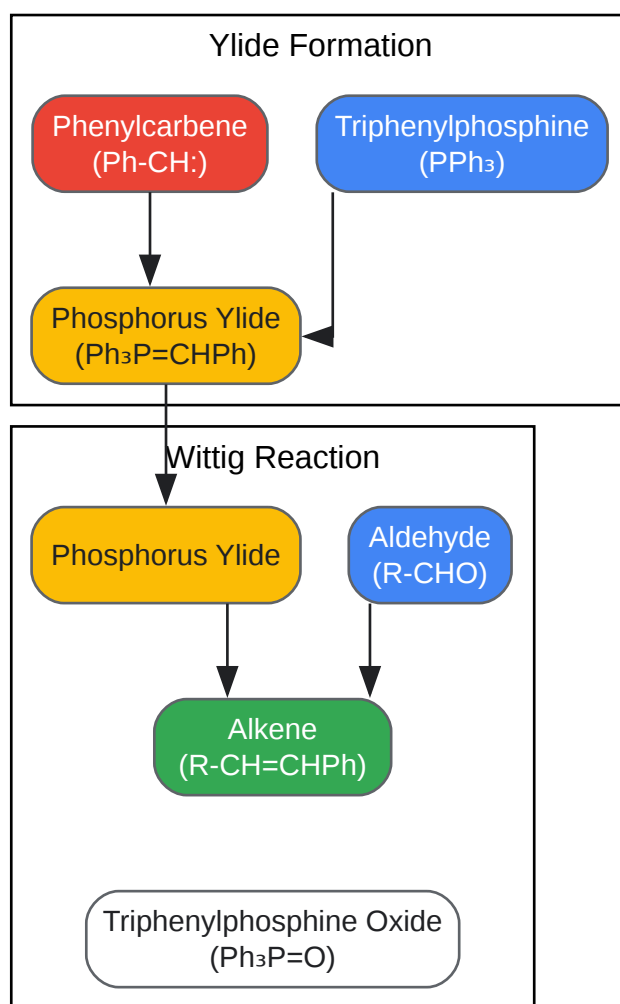 Ylide Formation
Phenylcarbene
(Ph-CH:)
Triphenylphosphine
(PPh₃)
Phosphorus Ylide
(Ph₃P=CHPh)
Wittig Reaction
Phosphorus Ylide
Aldehyde
(R-CHO)
Alkene
(R-CH=CHPh)
Triphenylphosphine Oxide
(Ph₃P=O)